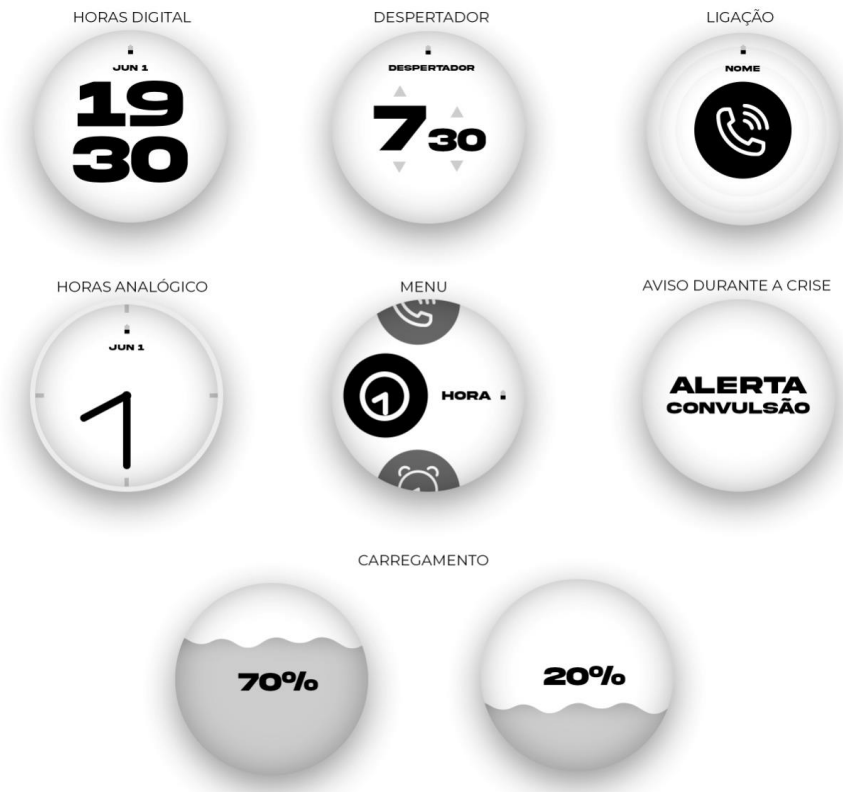 HORAS DIGITAL
JUN 1
19
30
DESPERTADOR
DESPERTADOR
7 30
LIGAÇÃO
NOME
HORAS ANALÓGICO
JUN 1
MENU
HORA
AVISO DURANTE A CRISE
ALERTA
CONVULSÃO
CARREGAMENTO
70%
20%